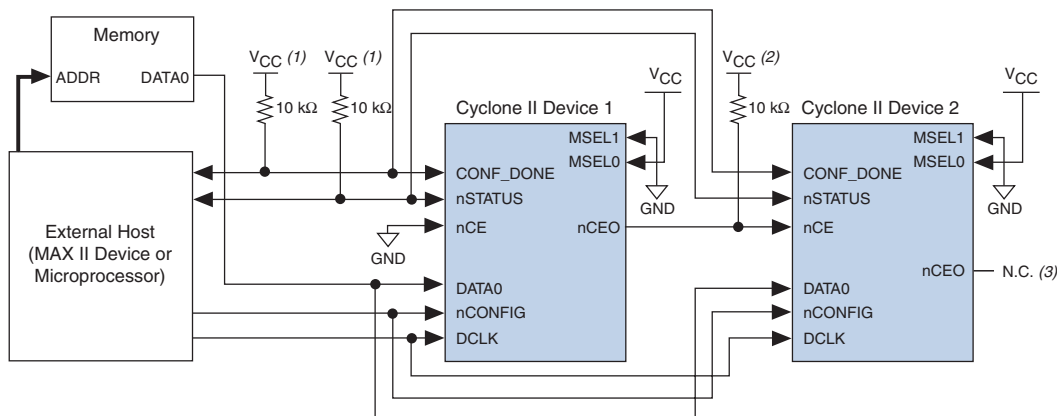 Memory
ADDR
DATA0
VCC (1)
VCC (1)
10 kΩ
10 kΩ
Cyclone II Device 1
VCC
MSEL1
MSEL0
GND
CONF_DONE
nSTATUS
nCE
nCEO
GND
DATA0
nCONFIG
DCLK
External Host
(MAX II Device or
Microprocessor)
VCC (2)
10 kΩ
Cyclone II Device 2
VCC
MSEL1
MSEL0
GND
CONF_DONE
nSTATUS
nCE
nCEO
N.C. (3)
DATA0
nCONFIG
DCLK